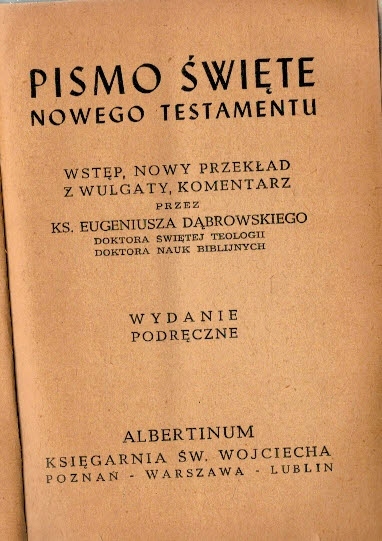 PISMO ŚWIĘTE
NOWEGO TESTAMENTU
WSTĘP, NOWY PRZEKŁAD
Z WULGATY, KOMENTARZ
PRZEZ
KS. EUGENIUSZA DĄBROWSKIEGO
DOKTORA ŚWIĘTEJ TEOLOGII
DOKTORA NAUK BIBLIJNYCH
WYDANIE
PODRĘCZNE
ALBERTINUM
KSIĘGARNIA ŚW. WOJCIECHA
POZNAŃ - WARSZAWA - LUBLIN